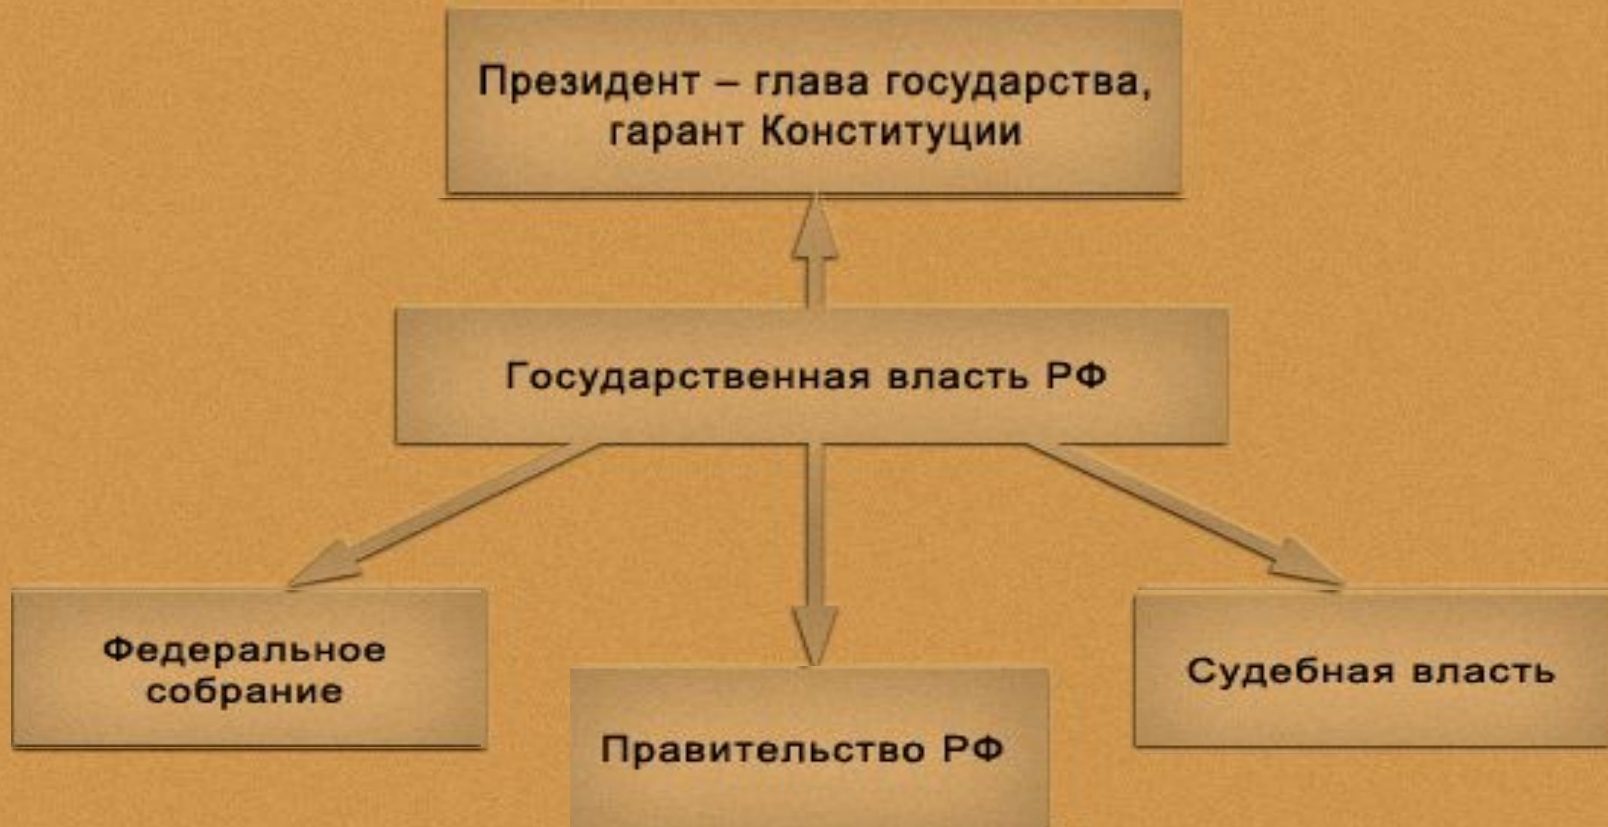 Президент – глава государства,
гарант Конституции
Государственная власть РФ
Федеральное
собрание
Правительство РФ
Судебная власть